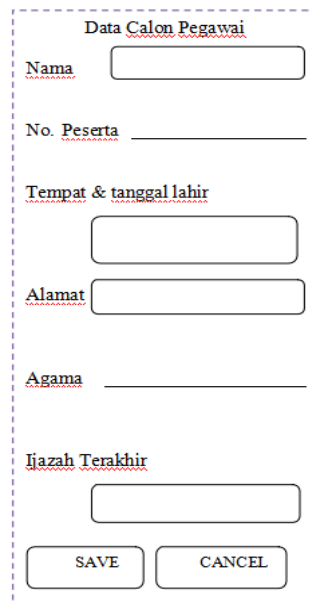 Data Calon Pegawai
Nama
No. Peserta
Tempat & tanggal lahir
Alamat
Agama
Ijazah Terakhir
SAVE CANCEL